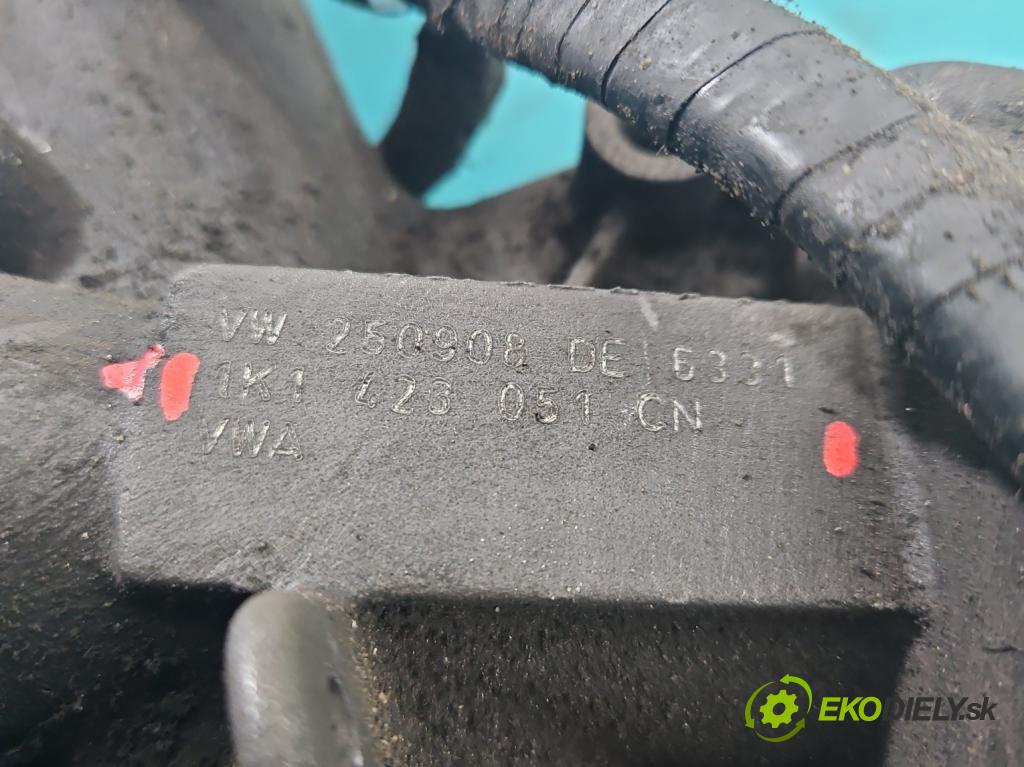 VW 250908 DE 6331
1K1 423 051 CN
VWA
EKODIELY.sk